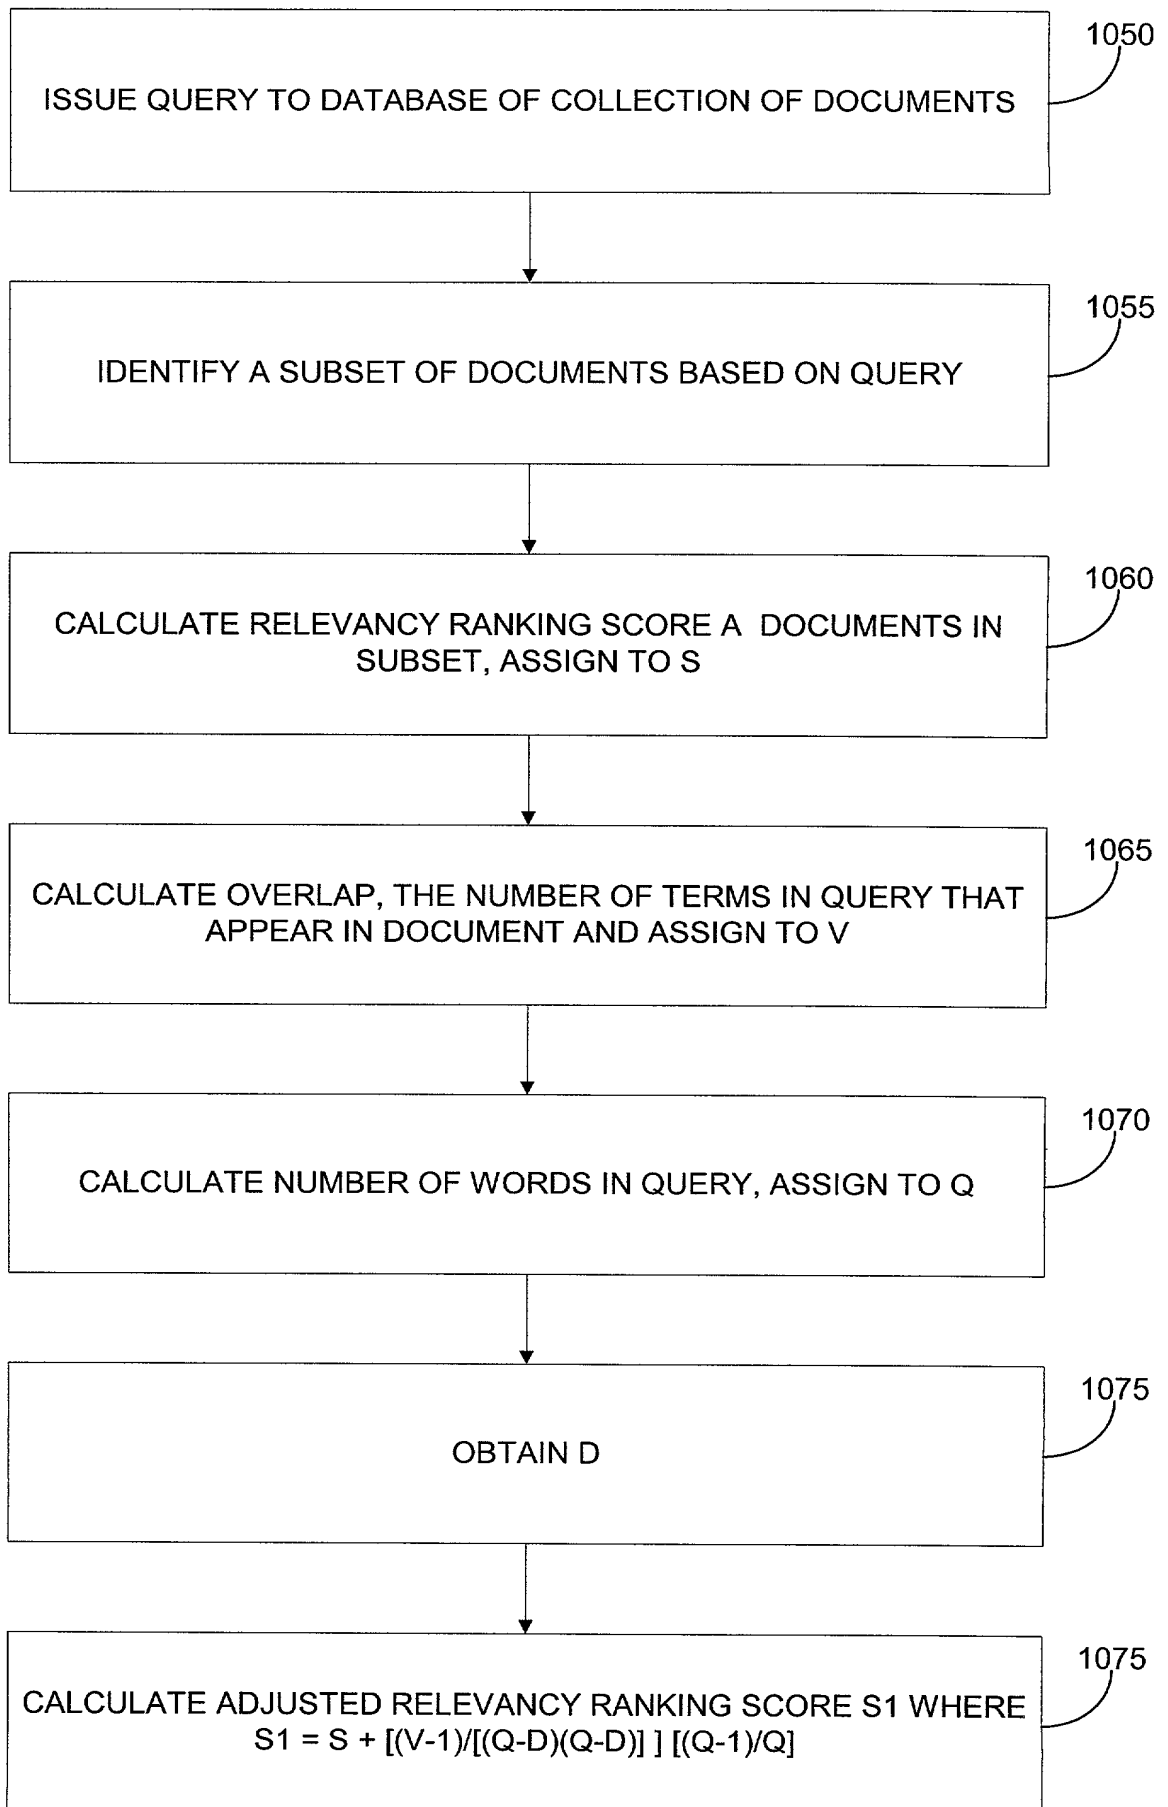 1050
ISSUE QUERY TO DATABASE OF COLLECTION OF DOCUMENTS
1055
IDENTIFY A SUBSET OF DOCUMENTS BASED ON QUERY
1060
CALCULATE RELEVANCY RANKING SCORE A  DOCUMENTS IN
SUBSET, ASSIGN TO S
1065
CALCULATE OVERLAP, THE NUMBER OF TERMS IN QUERY THAT
APPEAR IN DOCUMENT AND ASSIGN TO V
1070
CALCULATE NUMBER OF WORDS IN QUERY, ASSIGN TO Q
1075
OBTAIN D
1075
CALCULATE ADJUSTED RELEVANCY RANKING SCORE S1 WHERE
S1 = S + [(V-1)/[(Q-D)(Q-D)] ] [(Q-1)/Q]